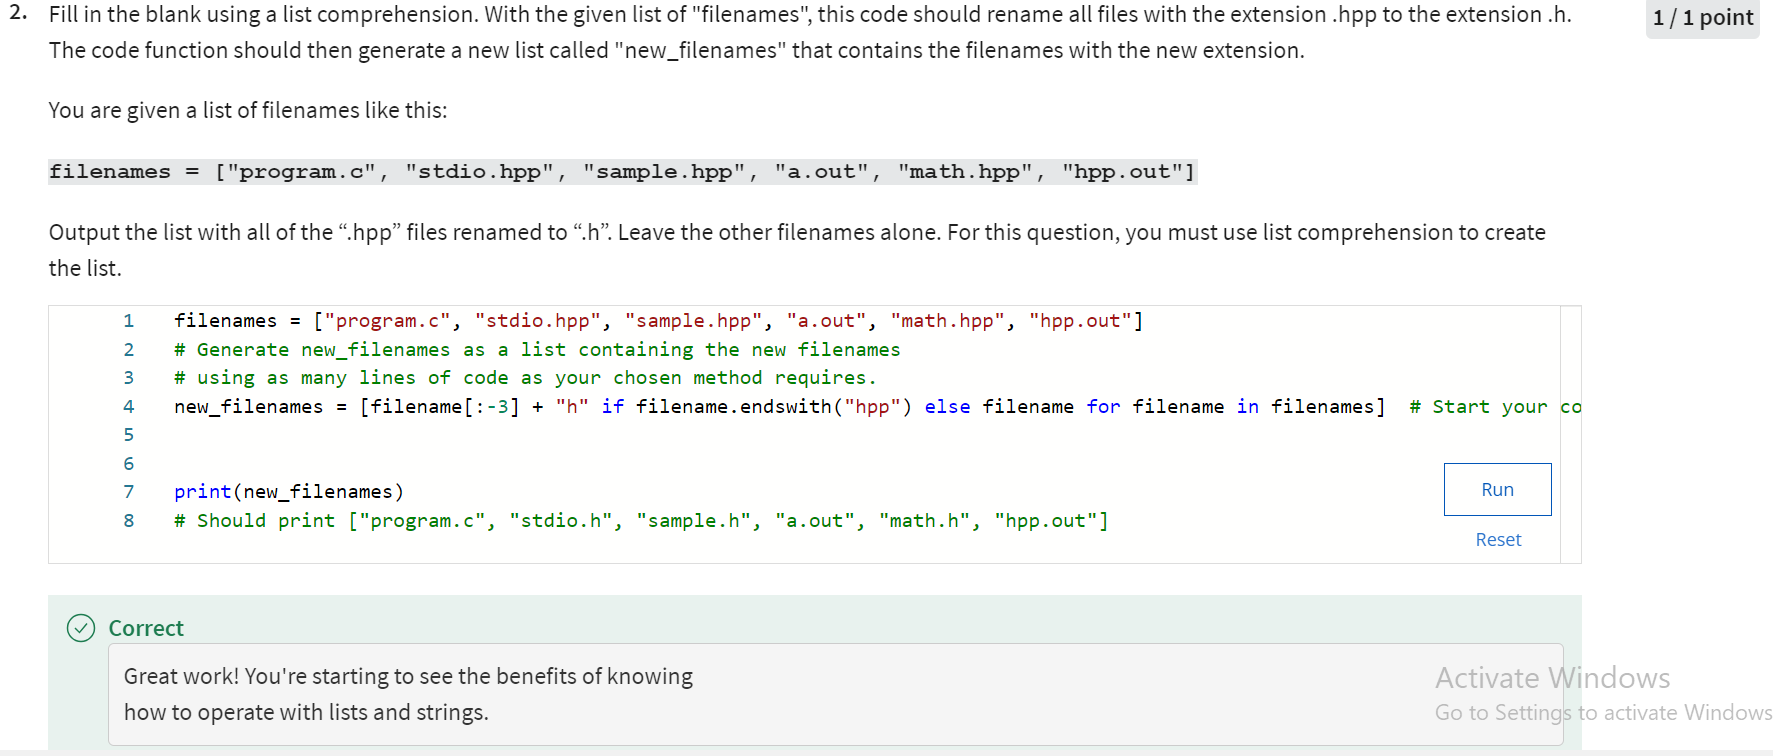 2. Fill in the blank using a list comprehension. With the given list of "filenames", this code should rename all files with the extension .hpp to the extension .h.
1 / 1 point
The code function should then generate a new list called "new_filenames" that contains the filenames with the new extension.
You are given a list of filenames like this:
filenames = ["program.c", "stdio.hpp", "sample.hpp", "a.out", "math.hpp", "hpp.out"]
Output the list with all of the “.hpp” files renamed to “.h”. Leave the other filenames alone. For this question, you must use list comprehension to create
the list.
1 filenames = ["program.c", "stdio.hpp", "sample.hpp", "a.out", "math.hpp", "hpp.out"]
2 # Generate new_filenames as a list containing the new filenames
3 # using as many lines of code as your chosen method requires.
4 new_filenames = [filename[:-3] + "h" if filename.endswith("hpp") else filename for filename in filenames]  # Start your co
5
6
7 print(new_filenames)
8 # Should print ["program.c", "stdio.h", "sample.h", "a.out", "math.h", "hpp.out"]
Run
Reset
Correct
Great work! You're starting to see the benefits of knowing
how to operate with lists and strings.
Activate Windows
Go to Settings to activate Windows